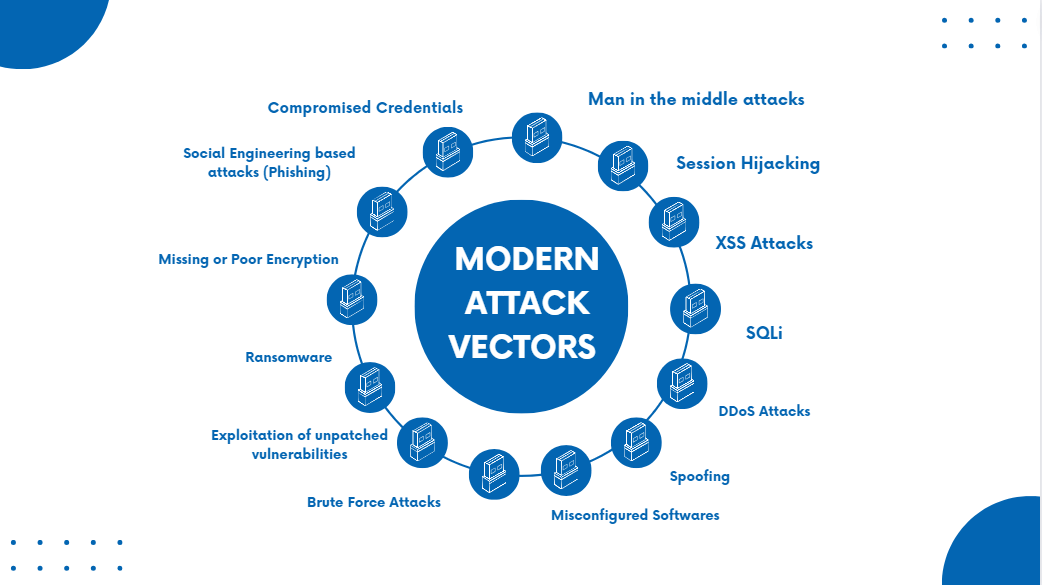 MODERN
ATTACK
VECTORS
Man in the middle attacks
Session Hijacking
XSS Attacks
SQLi
DDoS Attacks
Spoofing
Misconfigured Softwares
Brute Force Attacks
Exploitation of unpatched
vulnerabilities
Ransomware
Missing or Poor Encryption
Social Engineering based
attacks (Phishing)
Compromised Credentials